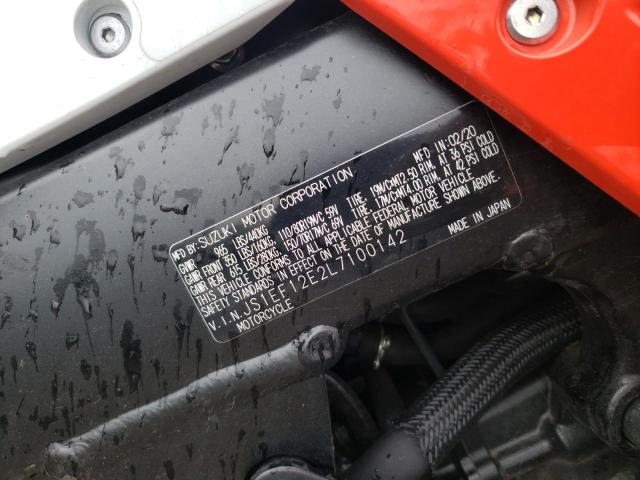 MFD BY:SUZUKI MOTOR CORPORATION. MFD IN:02/20
GVWR 965 LBS/440KG
GAWR FRONT 350 LBS/160KG, 110/80R19M/C 59V TIRE, 19M/CxMT2.50 RIM, AT 36 PSI COLD
GAWR REAR 615 LBS/280KG, 150/70R17M/C 69V TIRE, 17M/CxMT4.00 RIM, AT 42 PSI COLD
THIS VEHICLE CONFORMS TO ALL APPLICABLE FEDERAL MOTOR VEHICLE
SAFETY STANDARDS IN EFFECT ON THE DATE OF MANUFACTURE SHOWN ABOVE.
V.I.N.JS1EF12E2L7100142
MOTORCYCLE MADE IN JAPAN